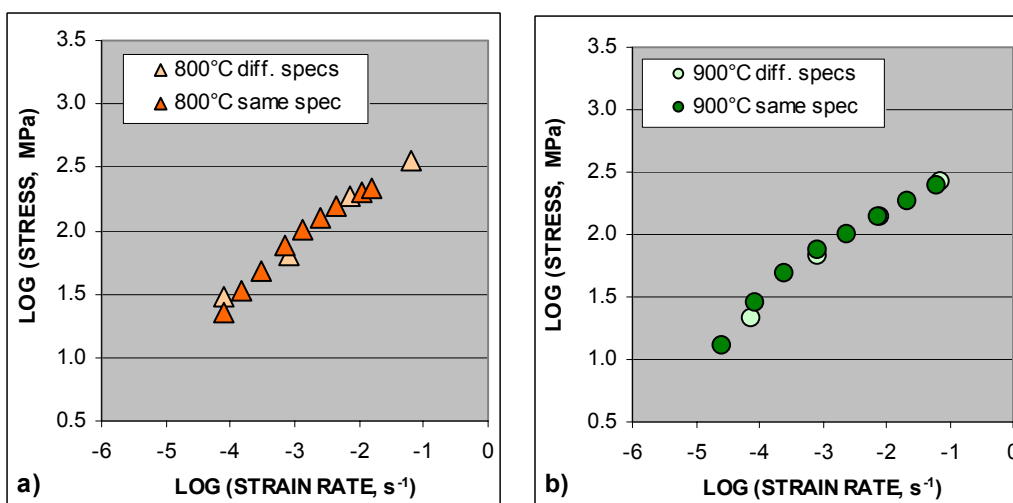 3.5
3.0
2.5
2.0
1.5
1.0
0.5
LOG (STRESS, MPa)
800°C diff. specs
800°C same spec
-6 -5 -4 -3 -2 -1 0
LOG (STRAIN RATE, s-1)
a)
3.5
3.0
2.5
2.0
1.5
1.0
0.5
LOG (STRESS, MPa)
900°C diff. specs
900°C same spec
-6 -5 -4 -3 -2 -1 0
LOG (STRAIN RATE, s-1)
b)